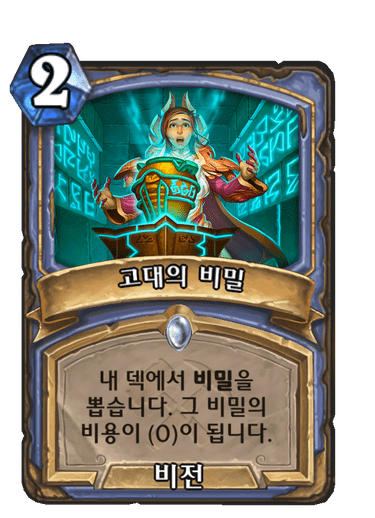 2
고대의 비밀
내 덱에서 비밀을
뽑습니다. 그 비밀의
비용이 (0)이 됩니다.
비전